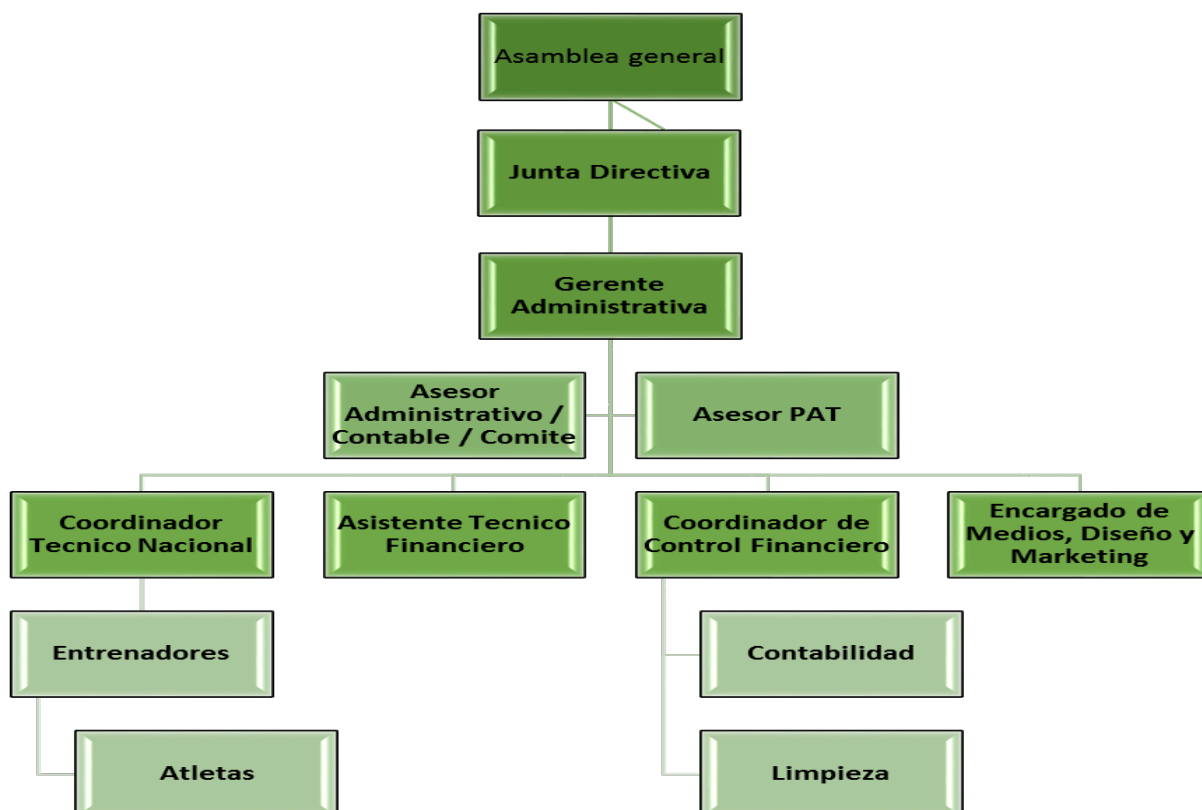 Asamblea general
Junta Directiva
Gerente
Administrativa
Asesor
Administrativo /
Contable / Comite
Asesor PAT
Coordinador
Tecnico Nacional
Asistente Tecnico
Financiero
Coordinador de
Control Financiero
Encargado de
Medios, Diseño y
Marketing
Entrenadores
Contabilidad
Atletas
Limpieza